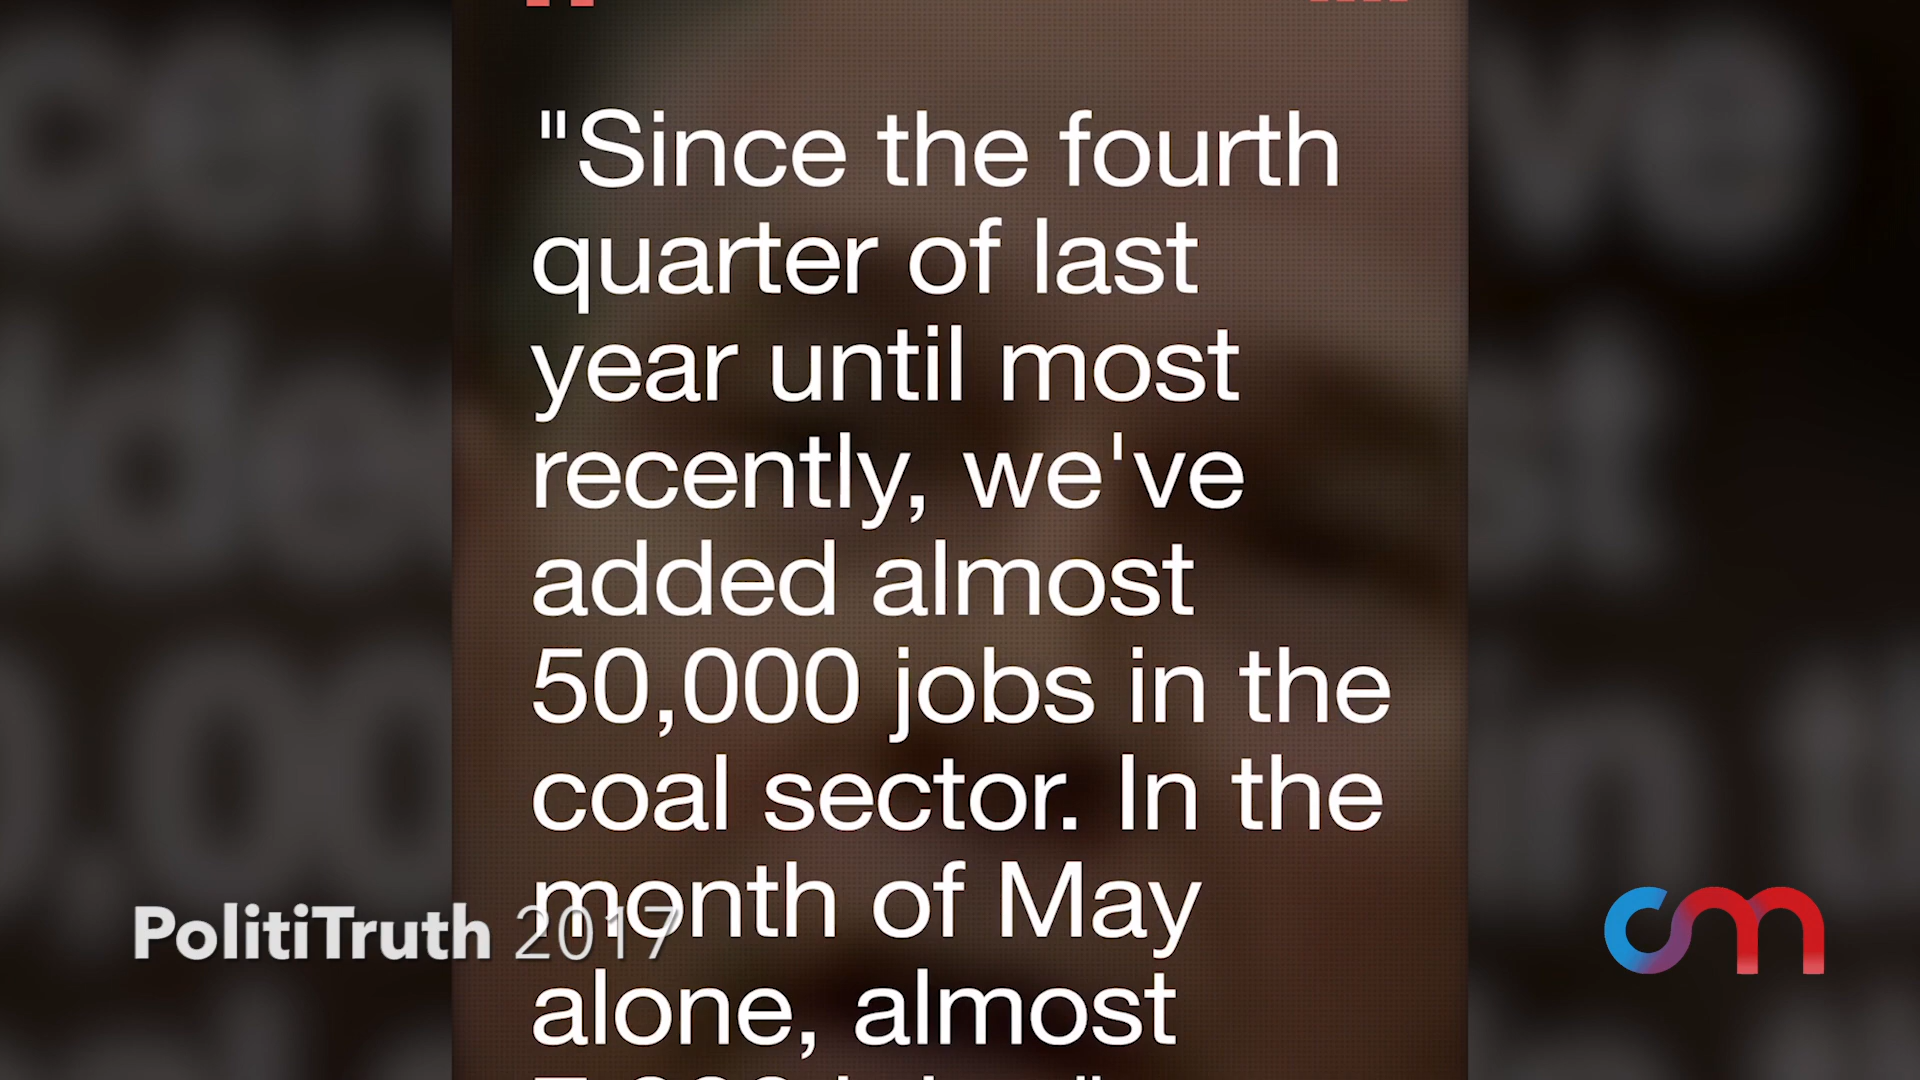 "Since the fourth
quarter of last
year until most
recently, we've
added almost
50,000 jobs in the
coal sector. In the
month of May
alone, almost
PolitiTruth 2017
cm